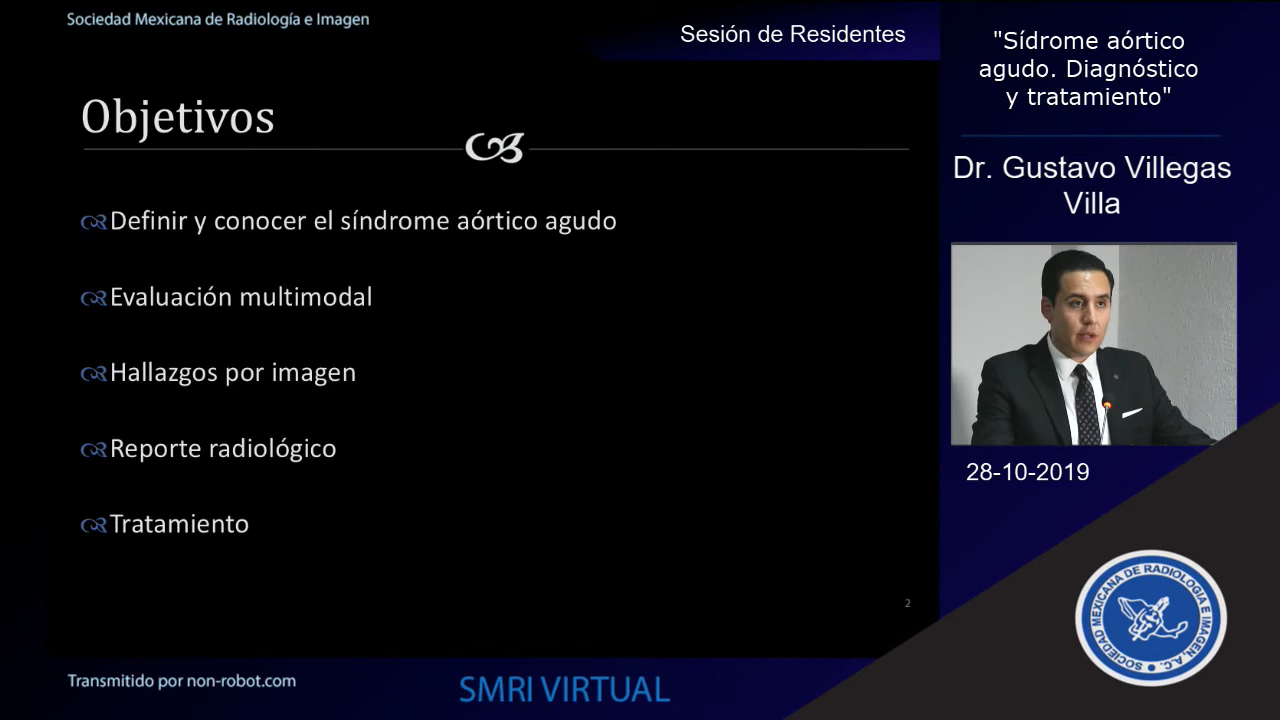 Sociedad Mexicana de Radiología e Imagen
Sesión de Residentes
"Sídrome aórtico
agudo. Diagnóstico
y tratamiento"
Dr. Gustavo Villegas
Villa
28-10-2019
Objetivos
Definir y conocer el síndrome aórtico agudo
Evaluación multimodal
Hallazgos por imagen
Reporte radiológico
Tratamiento
2
Transmitido por non-robot.com
SMRI VIRTUAL
SOCIEDAD MEXICANA DE RADIOLOGIA E IMAGEN, A.C.